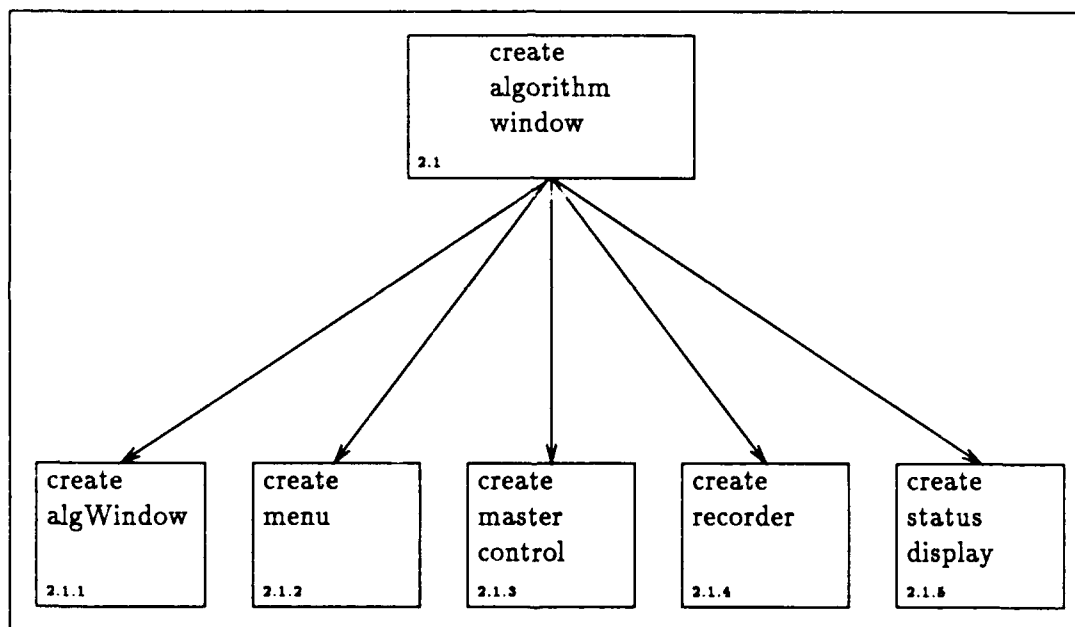 create
algorithm
window
2.1
create
algWindow
2.1.1
create
menu
2.1.2
create
master
control
2.1.3
create
recorder
2.1.4
create
status
display
2.1.5